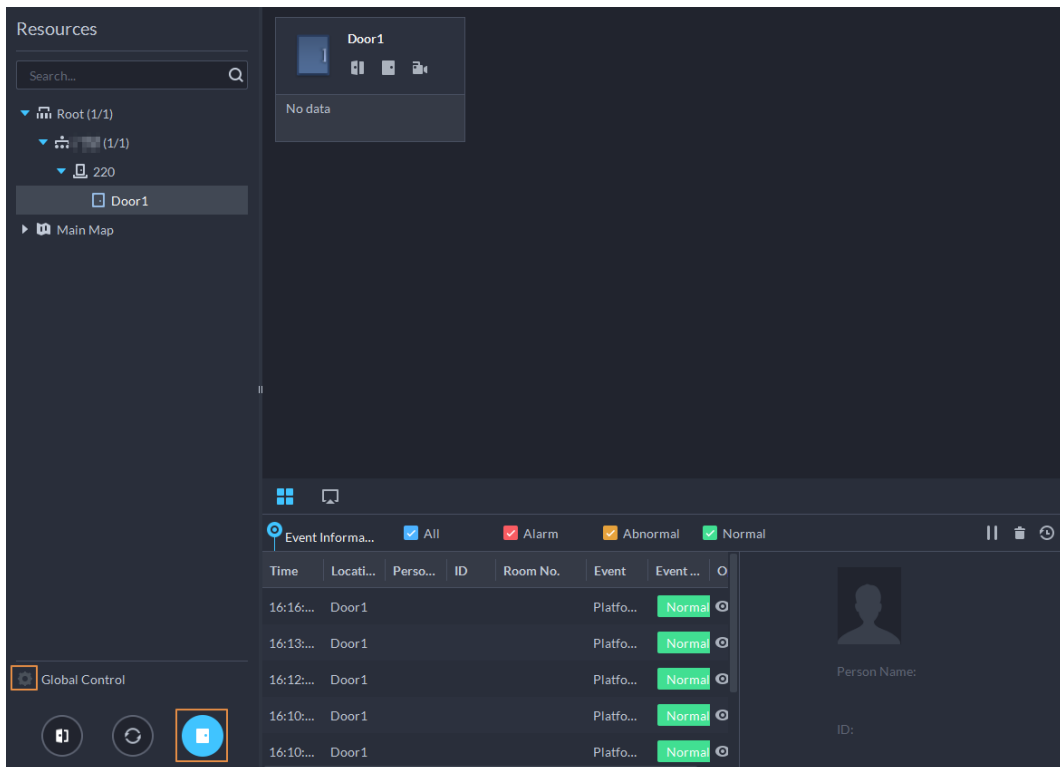 Resources
Search...
Root (1/1)
(1/1)
220
Door1
Main Map
Global Control
Door1
No data
Event Informa... All Alarm Abnormal Normal
Time Locati... Perso... ID Room No. Event Event ... O
16:16:... Door1 Platfo... Normal
16:13:... Door1 Platfo... Normal
16:12:... Door1 Platfo... Normal
16:10:... Door1 Platfo... Normal
16:10:... Door1 Platfo... Normal
Person Name:
ID: